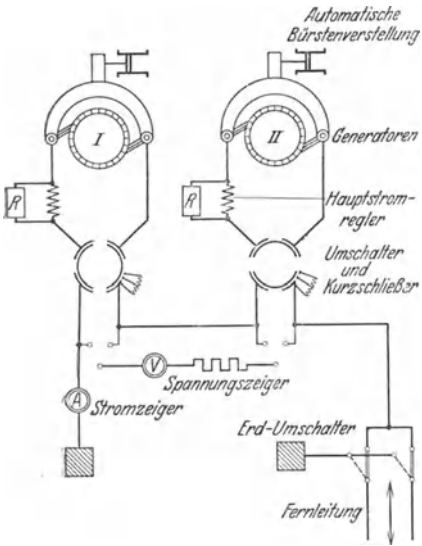 Automatische
Bürstenverstellung
I
II
Generatoren
R
R
Hauptstrom-
regler
Umschalter
und
Kurzschließer
V
Spannungszeiger
A
Stromzeiger
Erd-Umschalter
Fernleitung